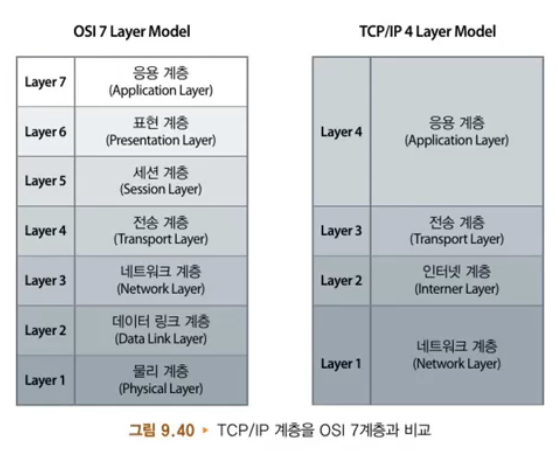 OSI 7 Layer Model
Layer 7
응용 계층
(Application Layer)
Layer 6
표현 계층
(Presentation Layer)
Layer 5
세션 계층
(Session Layer)
Layer 4
전송 계층
(Transport Layer)
Layer 3
네트워크 계층
(Network Layer)
Layer 2
데이터 링크 계층
(Data Link Layer)
Layer 1
물리 계층
(Physical Layer)
TCP/IP 4 Layer Model
Layer 4
응용 계층
(Application Layer)
Layer 3
전송 계층
(Transport Layer)
Layer 2
인터넷 계층
(Interner Layer)
Layer 1
네트워크 계층
(Network Layer)
그림 9.40 ▸ TCP/IP 계층을 OSI 7계층과 비교